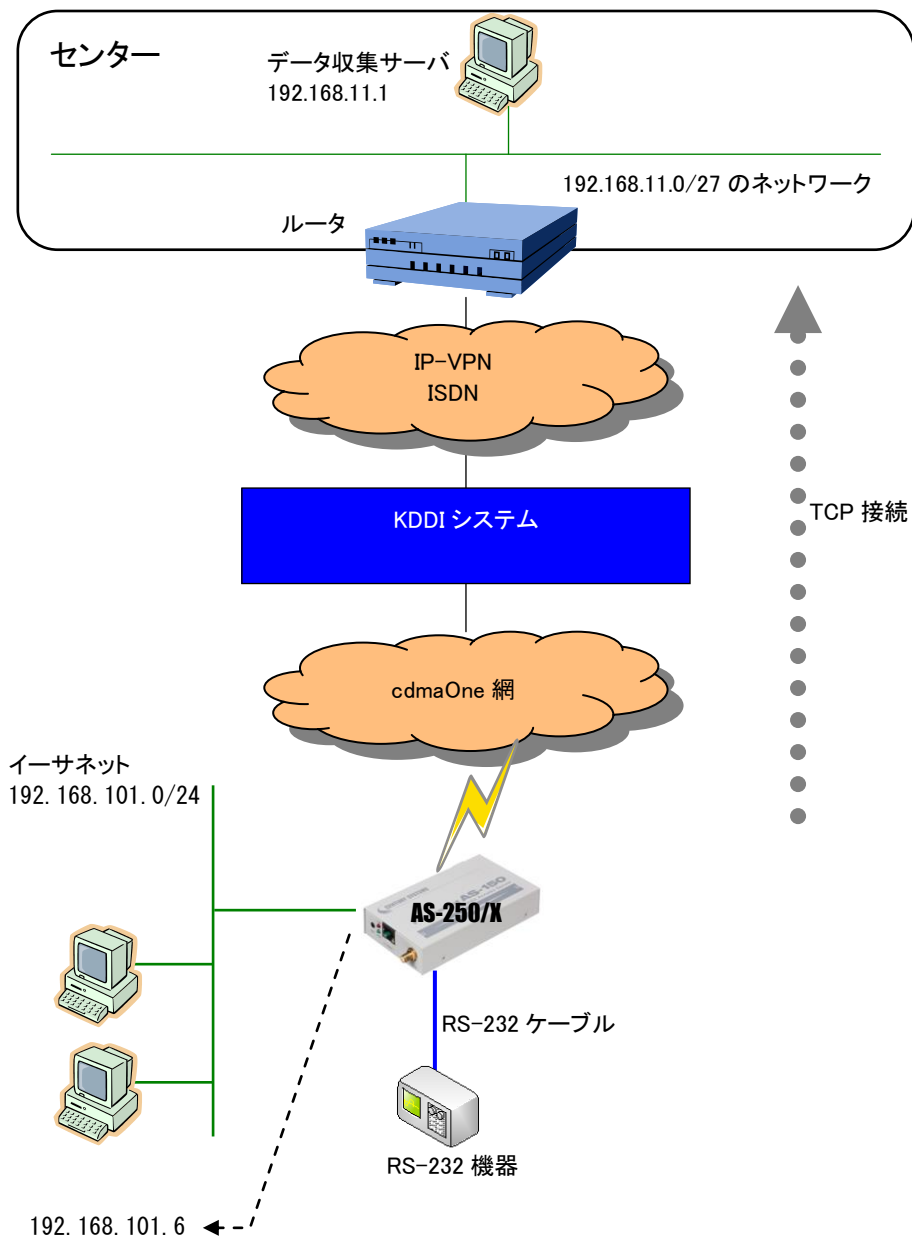 センター
データ収集サーバ
192.168.11.1
192.168.11.0/27 のネットワーク
ルータ
IP-VPN
ISDN
KDDI システム
TCP 接続
cdmaOne 網
イーサネット
192.168.101.0/24
AS-150
AS-250/X
RS-232 ケーブル
RS-232 機器
192.168.101.6